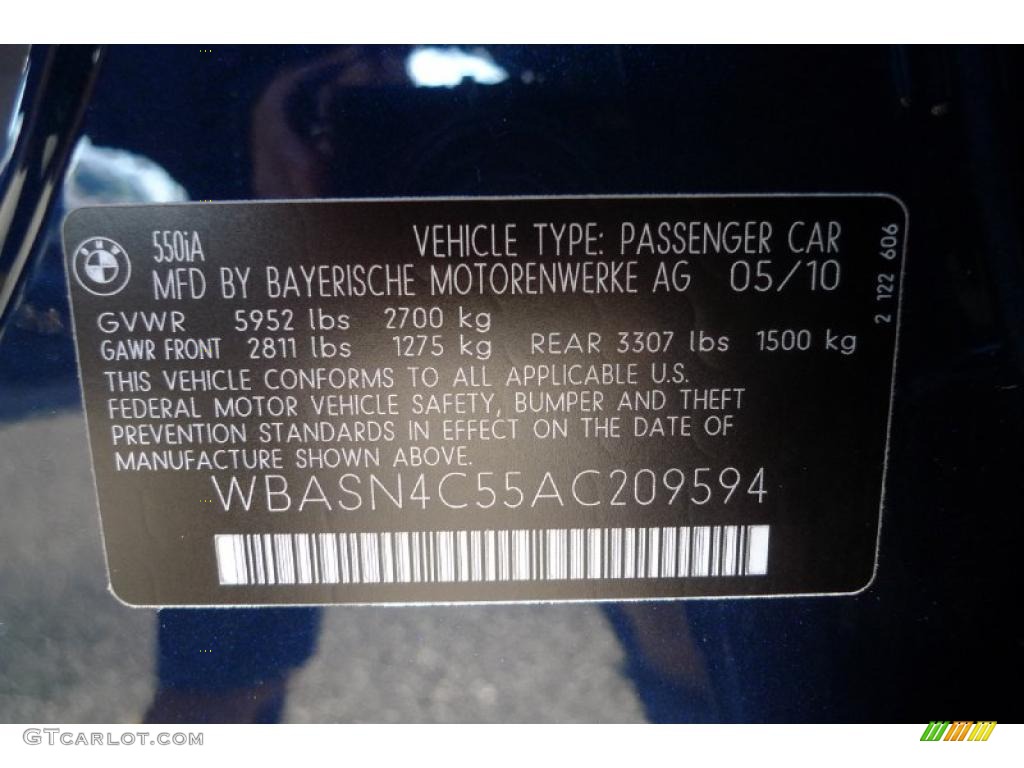 550iA VEHICLE TYPE: PASSENGER CAR
MFD BY BAYERISCHE MOTORENWERKE AG 05/10
GVWR 5952 lbs 2700 kg
GAWR FRONT 2811 lbs 1275 kg REAR 3307 lbs 1500 kg
THIS VEHICLE CONFORMS TO ALL APPLICABLE U.S.
FEDERAL MOTOR VEHICLE SAFETY, BUMPER AND THEFT
PREVENTION STANDARDS IN EFFECT ON THE DATE OF
MANUFACTURE SHOWN ABOVE.
WBASN4C55AC209594
2 122 606
BMW
GTCarLot.com